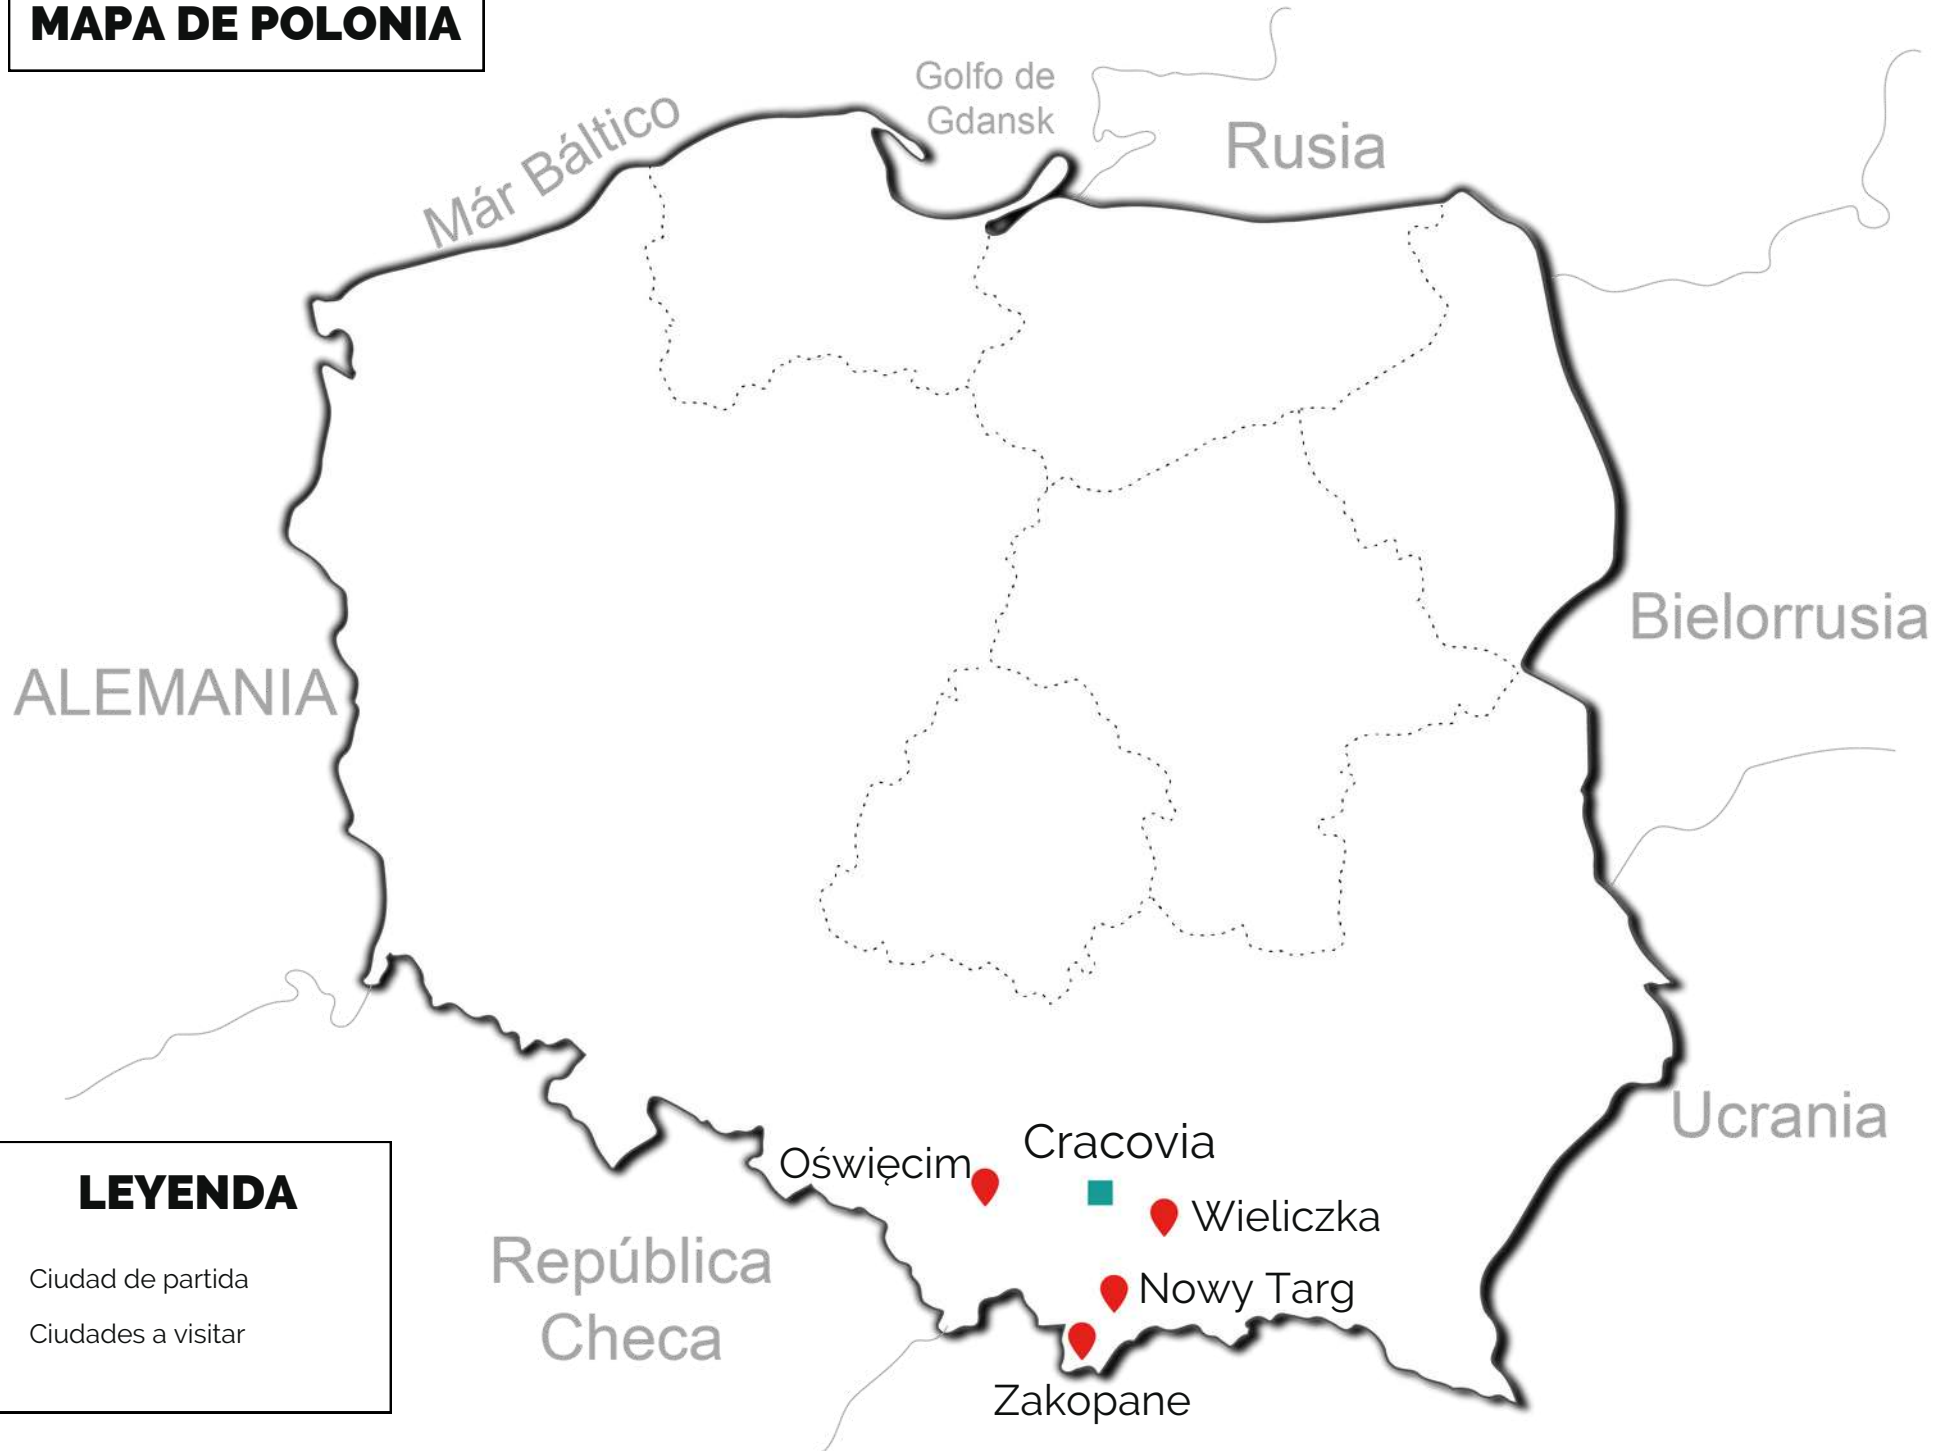 MAPA DE POLONIA
Golfo de
Gdansk
Már Báltico
Rusia
Bielorrusia
ALEMANIA
Ucrania
Cracovia
Oświęcim
Wieliczka
LEYENDA
República
Checa
Ciudad de partida
Nowy Targ
Ciudades a visitar
Zakopane